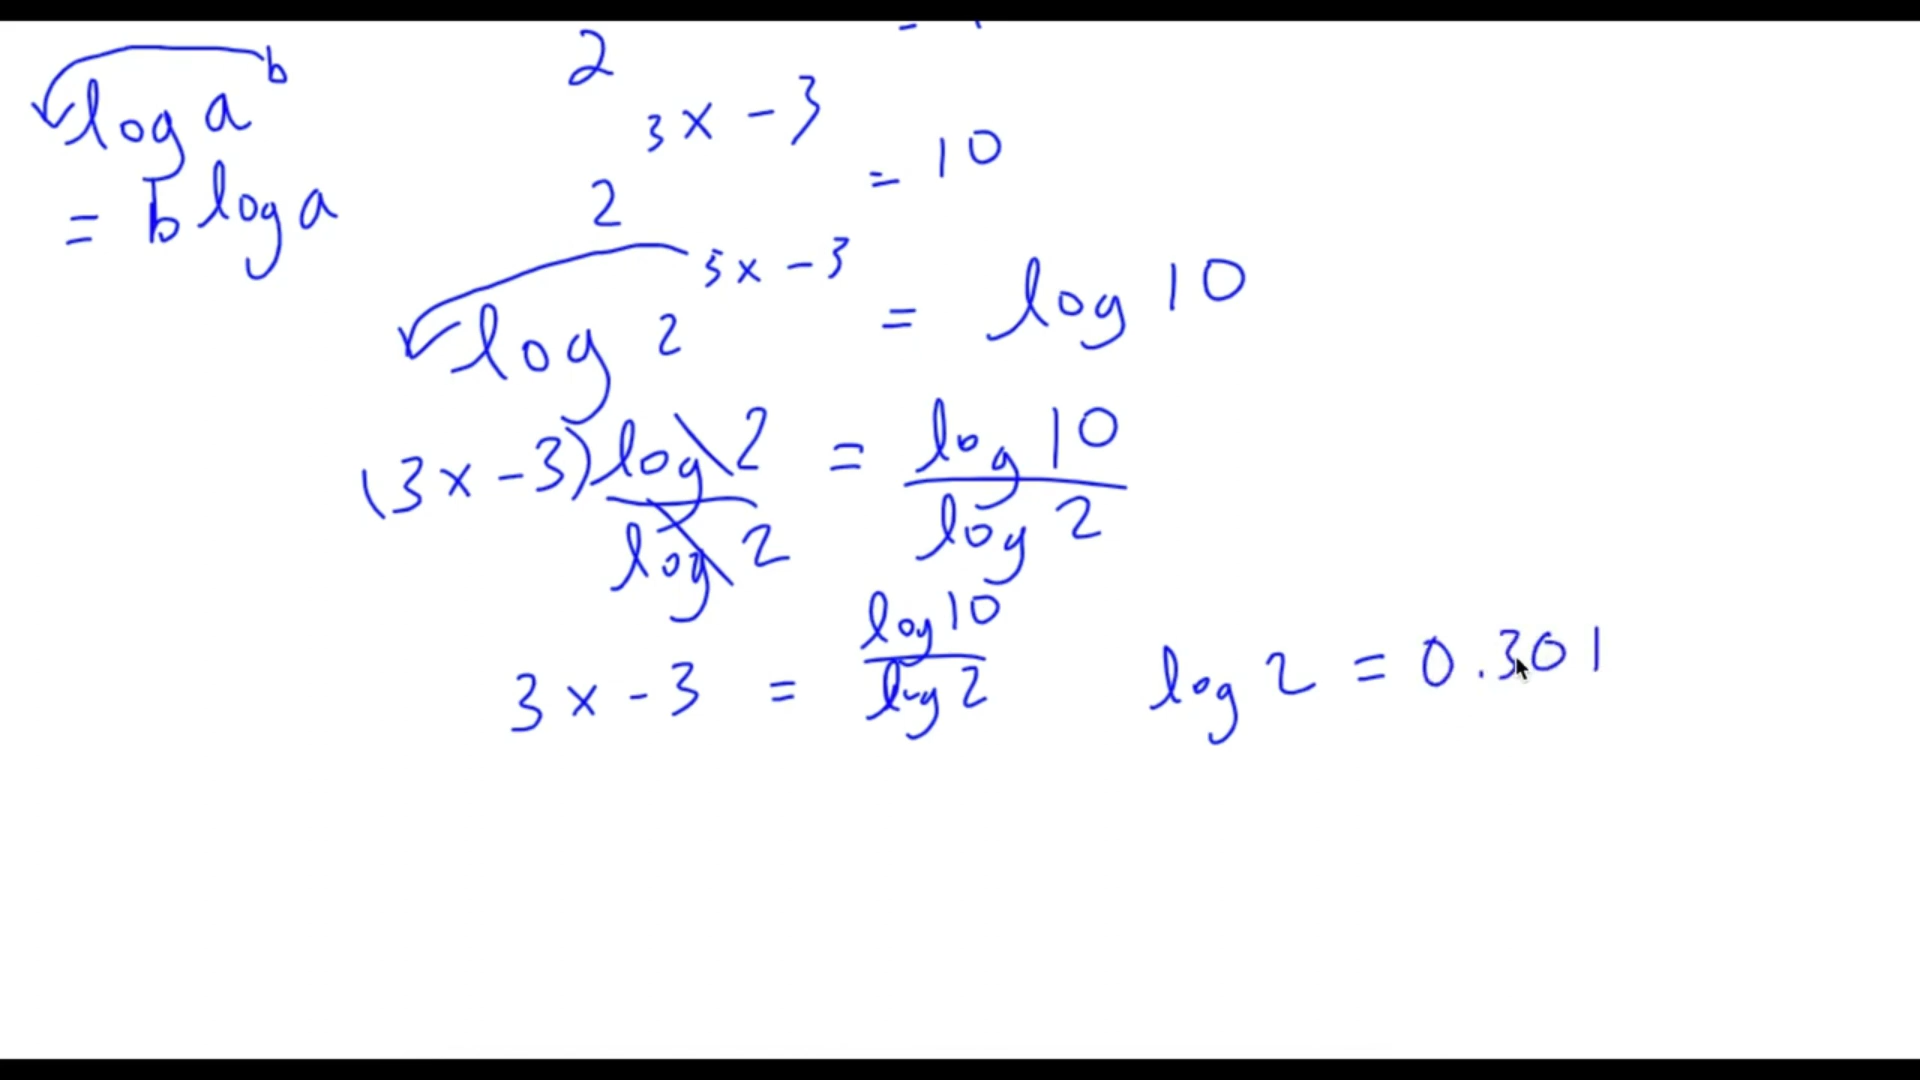 log a^b
= b log a
2
2^(3x - 3) = 10
log 2^(3x - 3) = log 10
(3x - 3) log 2 / log 2 = log 10 / log 2
3x - 3 = log 10 / log 2
log 2 = 0.301